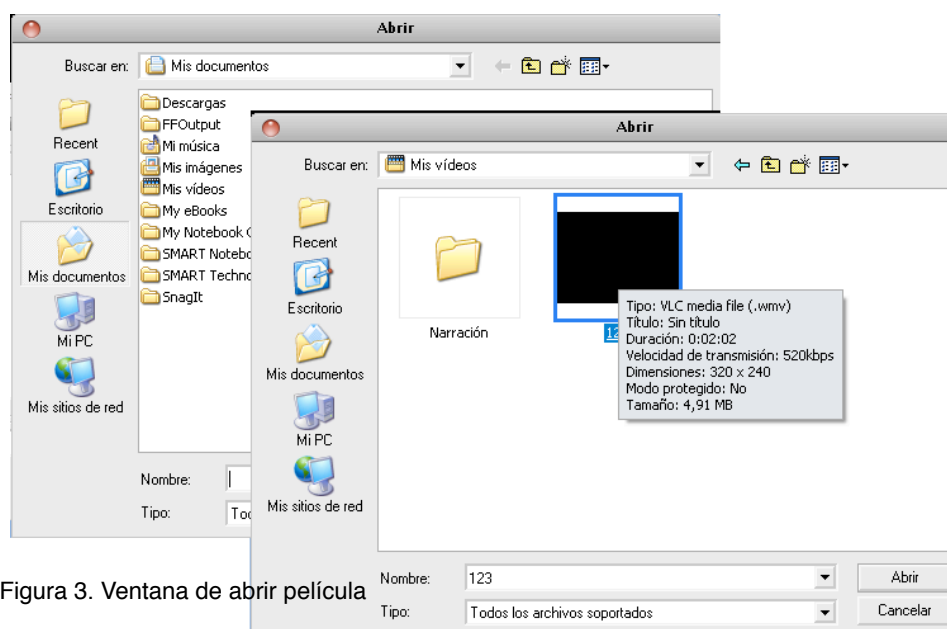 Abrir
Buscar en:
Mis documentos
Recent
Escritorio
Mis documentos
Mi PC
Mis sitios de red
Descargas
FFOutput
Mi música
Mis imágenes
Mis vídeos
My eBooks
My Notebook
SMART
SMART Techno
SnagIt
Nombre:
Tipo:
Abrir
Buscar en:
Mis vídeos
Recent
Escritorio
Mis documentos
Mi PC
Mis sitios de red
Narración
Tipo: VLC media file (.wmv)
Título: Sin título
Duración: 0:02:02
Velocidad de transmisión: 520kbps
Dimensiones: 320 x 240
Modo protegido: No
Tamaño: 4,91 MB
Nombre:
123
Abrir
Tipo:
Todos los archivos soportados
Cancelar
Figura 3. Ventana de abrir película